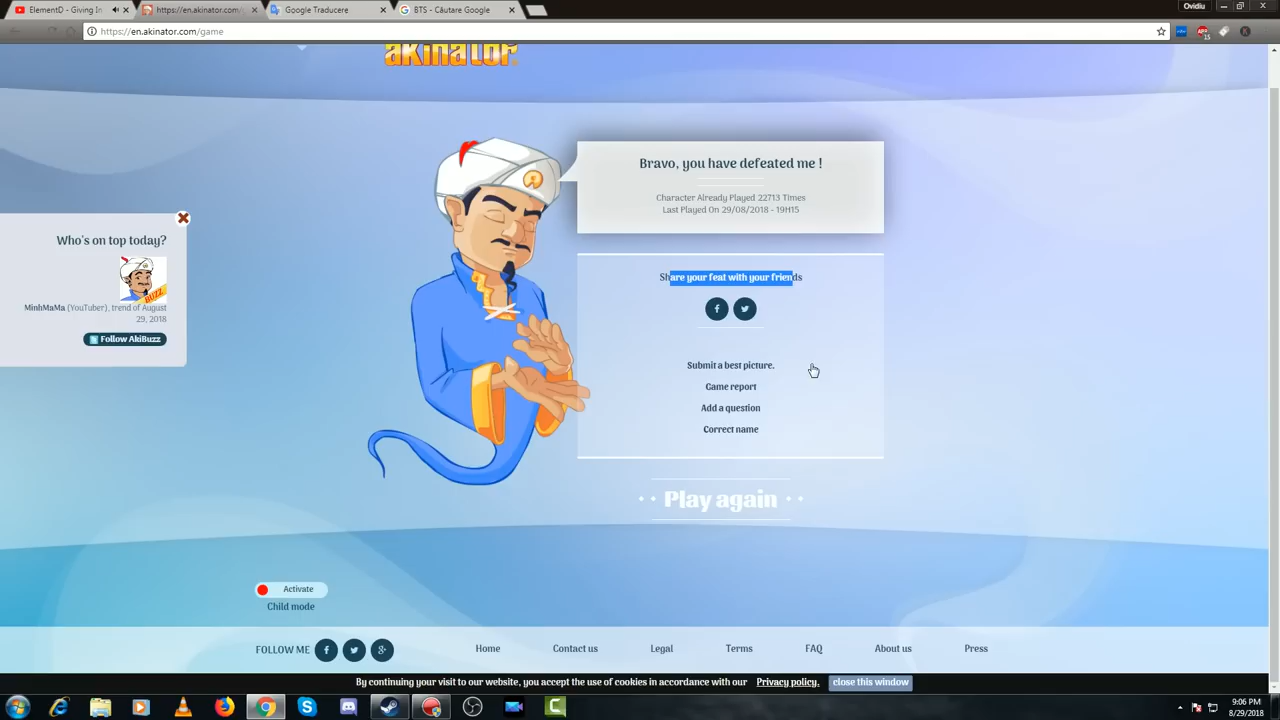 ElementD - Giving In
https://en.akinator.com/
Google Traducere
BTS - Căutare Google
Ovidiu
https://en.akinator.com/game
15
akinator
Bravo, you have defeated me !
Character Already Played 22713 Times
Last Played On 29/08/2018 - 19H15
Who's on top today?
BUZZ
MinhMaMa (YouTuber), trend of August
29, 2018
Follow AkiBuzz
Share your feat with your friends
Submit a best picture.
Game report
Add a question
Correct name
Play again
Activate
Child mode
FOLLOW ME
Home
Contact us
Legal
Terms
FAQ
About us
Press
By continuing your visit to our website, you accept the use of cookies in accordance with our Privacy policy. close this window
9:06 PM
8/29/2018